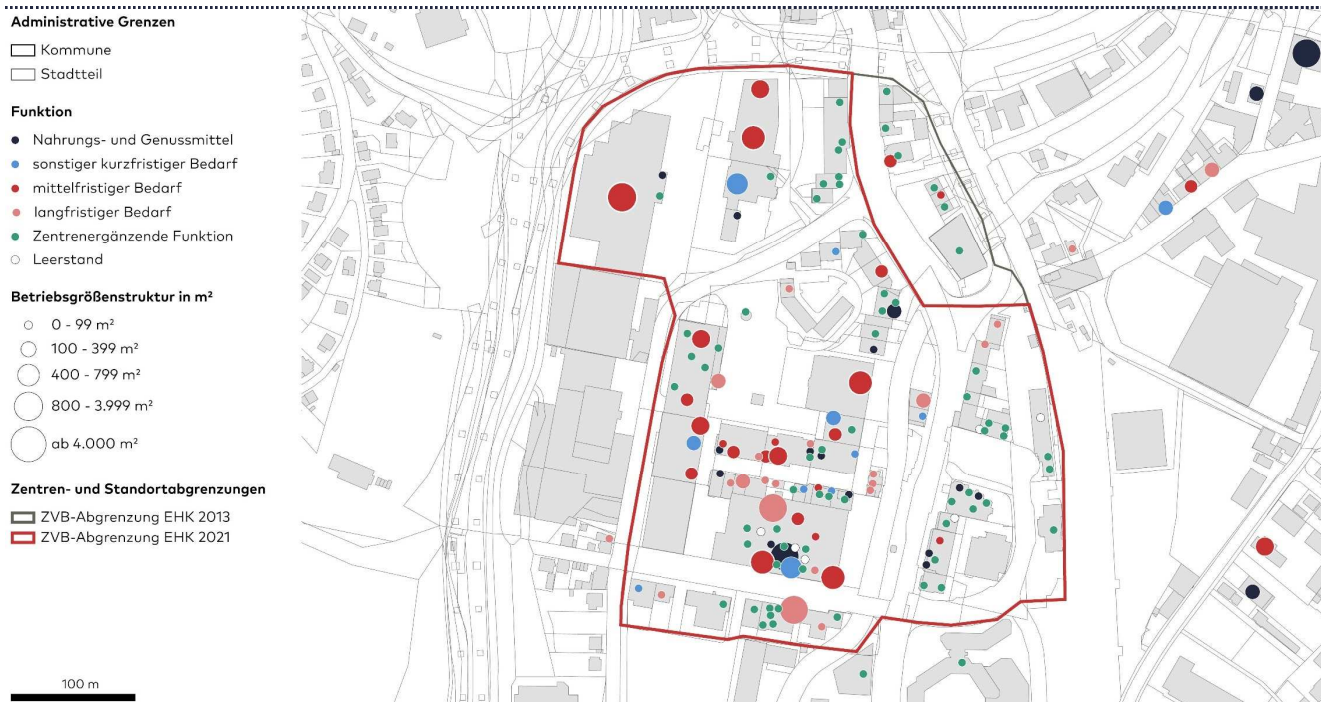 Administrative Grenzen
Kommune
Stadtteil
Funktion
Nahrungs- und Genussmittel
sonstiger kurzfristiger Bedarf
mittelfristiger Bedarf
langfristiger Bedarf
Zentrenergänzende Funktion
Leerstand
Betriebsgrößenstruktur in m²
0 - 99 m²
100 - 399 m²
400 - 799 m²
800 - 3.999 m²
ab 4.000 m²
Zentren- und Standortabgrenzungen
ZVB-Abgrenzung EHK 2013
ZVB-Abgrenzung EHK 2021
100 m